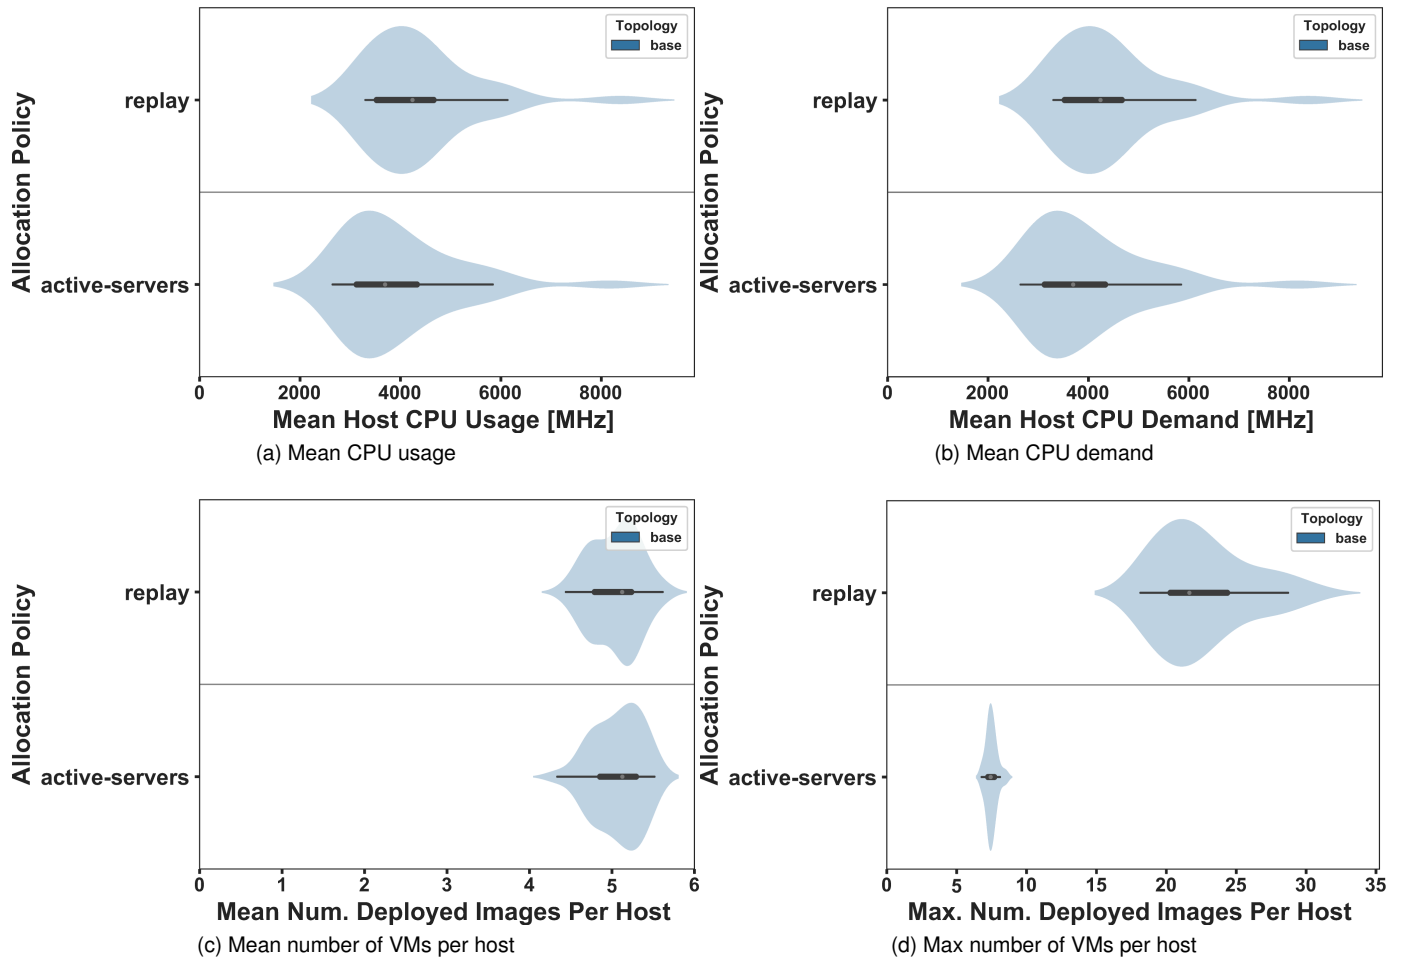 Allocation Policy
replay
active-servers
Topology
base
0 2000 4000 6000 8000
Mean Host CPU Usage [MHz]
(a) Mean CPU usage
Allocation Policy
replay
active-servers
Topology
base
0 2000 4000 6000 8000
Mean Host CPU Demand [MHz]
(b) Mean CPU demand
Allocation Policy
replay
active-servers
Topology
base
0 1 2 3 4 5 6
Mean Num. Deployed Images Per Host
(c) Mean number of VMs per host
Allocation Policy
replay
active-servers
Topology
base
0 5 10 15 20 25 30 35
Max. Num. Deployed Images Per Host
(d) Max number of VMs per host